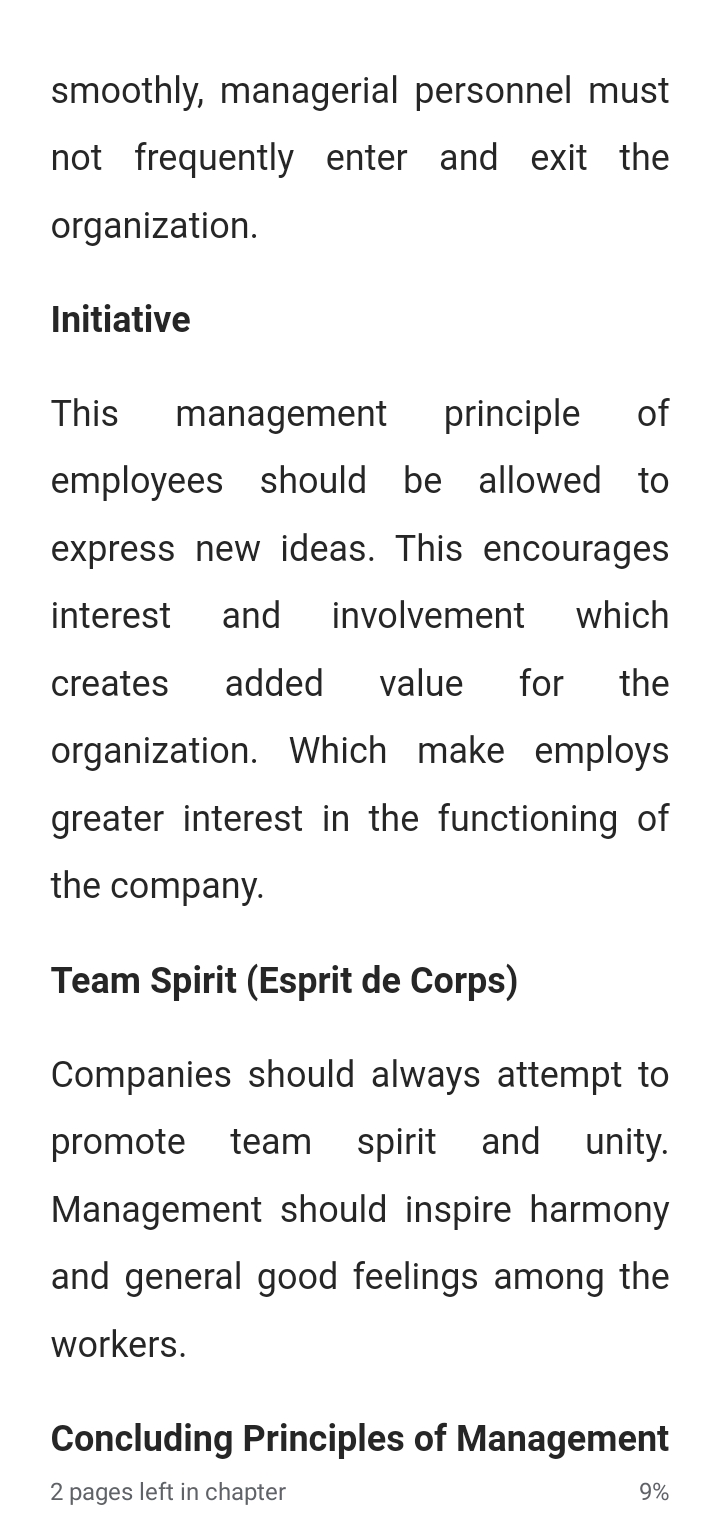 smoothly, managerial personnel must
not frequently enter and exit the
organization.
Initiative
This management principle of
employees should be allowed to
express new ideas. This encourages
interest and involvement which
creates added value for the
organization. Which make employs
greater interest in the functioning of
the company.
Team Spirit (Esprit de Corps)
Companies should always attempt to
promote team spirit and unity.
Management should inspire harmony
and general good feelings among the
workers.
Concluding Principles of Management
2 pages left in chapter 9%